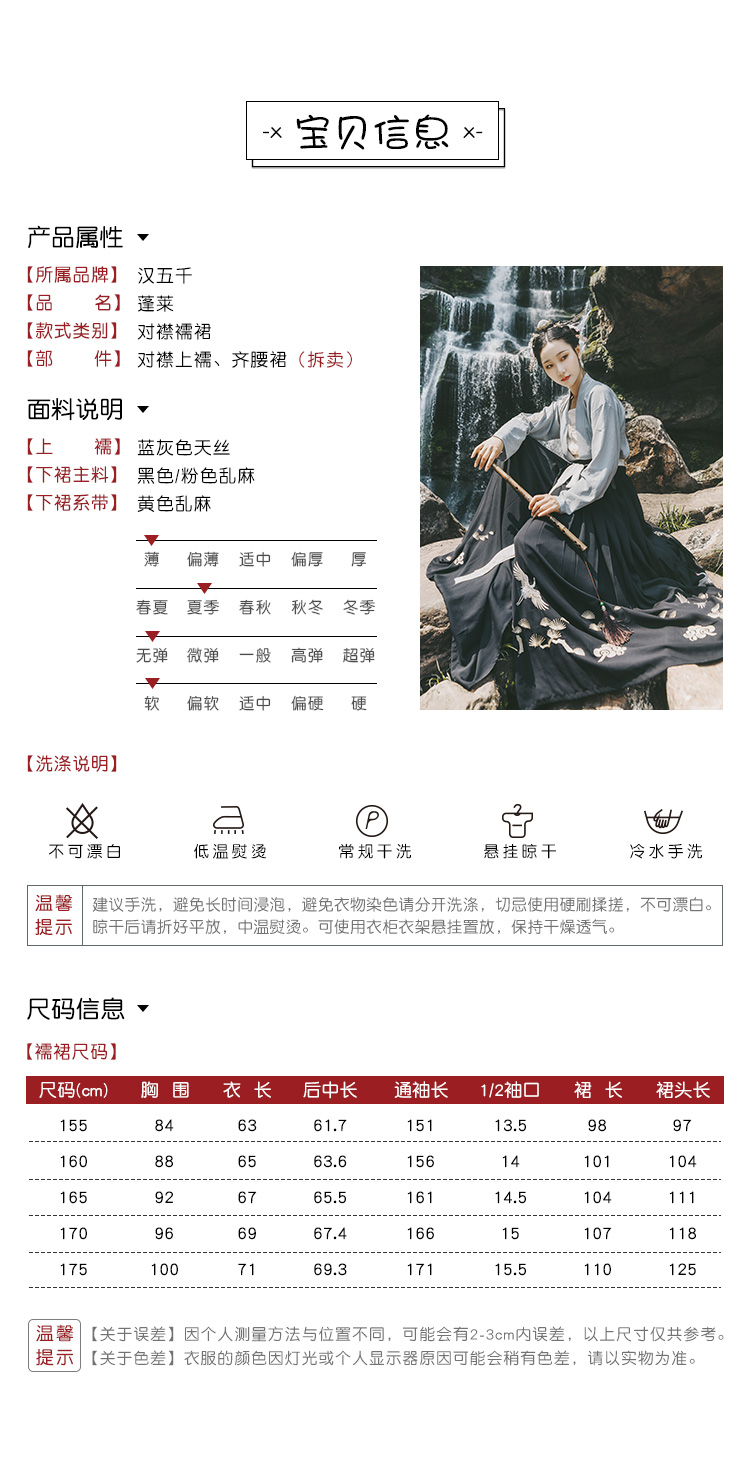 -× 宝贝信息 ×-
产品属性
【所属品牌】 汉五千
【品 名】 蓬莱
【款式类别】 对襟襦裙
【部 件】 对襟上襦、齐腰裙（拆卖）
面料说明
【上 襦】 蓝灰色天丝
【下裙主料】 黑色/粉色乱麻
【下裙系带】 黄色乱麻
薄 偏薄 适中 偏厚 厚
春夏 夏季 春秋 秋冬 冬季
无弹 微弹 一般 高弹 超弹
软 偏软 适中 偏硬 硬
【洗涤说明】
P
不可漂白 低温熨烫 常规干洗 悬挂晾干 冷水手洗
温馨提示
建议手洗，避免长时间浸泡，避免衣物染色请分开洗涤，切忌使用硬刷揉搓，不可漂白。
晾干后请折好平放，中温熨烫。可使用衣柜衣架悬挂置放，保持干燥透气。
尺码信息
【襦裙尺码】
尺码(cm) 胸 围 衣 长 后中长 通袖长 1/2袖口 裙 长 裙头长
155 84 63 61.7 151 13.5 98 97
160 88 65 63.6 156 14 101 104
165 92 67 65.5 161 14.5 104 111
170 96 69 67.4 166 15 107 118
175 100 71 69.3 171 15.5 110 125
温馨提示
【关于误差】因个人测量方法与位置不同，可能会有2-3cm内误差，以上尺寸仅共参考。
【关于色差】衣服的颜色因灯光或个人显示器原因可能会稍有色差，请以实物为准。